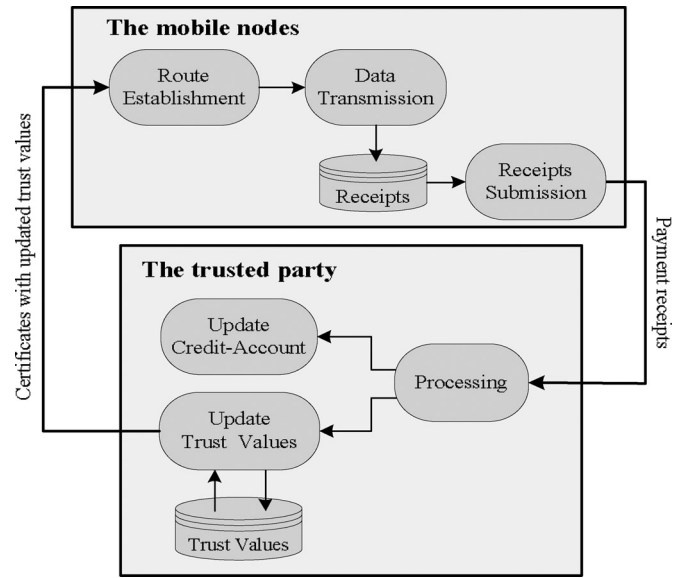 The mobile nodes
Route
Establishment
Data
Transmission
Receipts
Receipts
Submission
Payment receipts
Certificates with updated trust values
The trusted party
Update
Credit-Account
Processing
Update
Trust Values
Trust Values